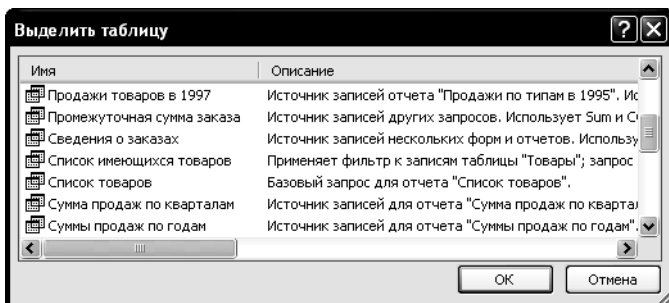 Выделить таблицу
Имя Описание
Продажи товаров в 1997 Источник записей отчета "Продажи по типам в 1995".
Промежуточная сумма заказа Источник записей других запросов. Использует Sum и
Сведения о заказах Источник записей нескольких форм и отчетов.
Список имеющихся товаров Применяет фильтр к записям таблицы "Товары"; запрос
Список товаров Базовый запрос для отчета "Список товаров".
Сумма продаж по кварталам Источник записей для отчета "Сумма продаж по
Суммы продаж по годам Источник записей для отчета "Суммы продаж по годам".
ОК Отмена